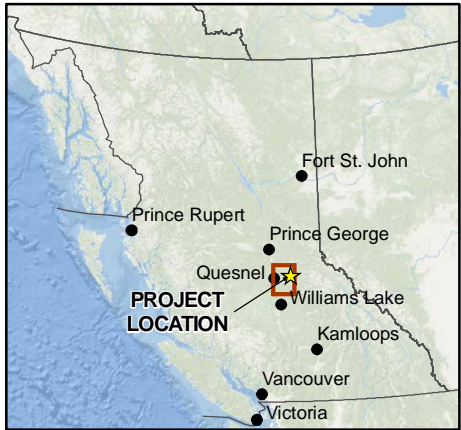 Fort St. John
Prince Rupert
Prince George
Quesnel
Williams Lake
PROJECT
LOCATION
Kamloops
Vancouver
Victoria